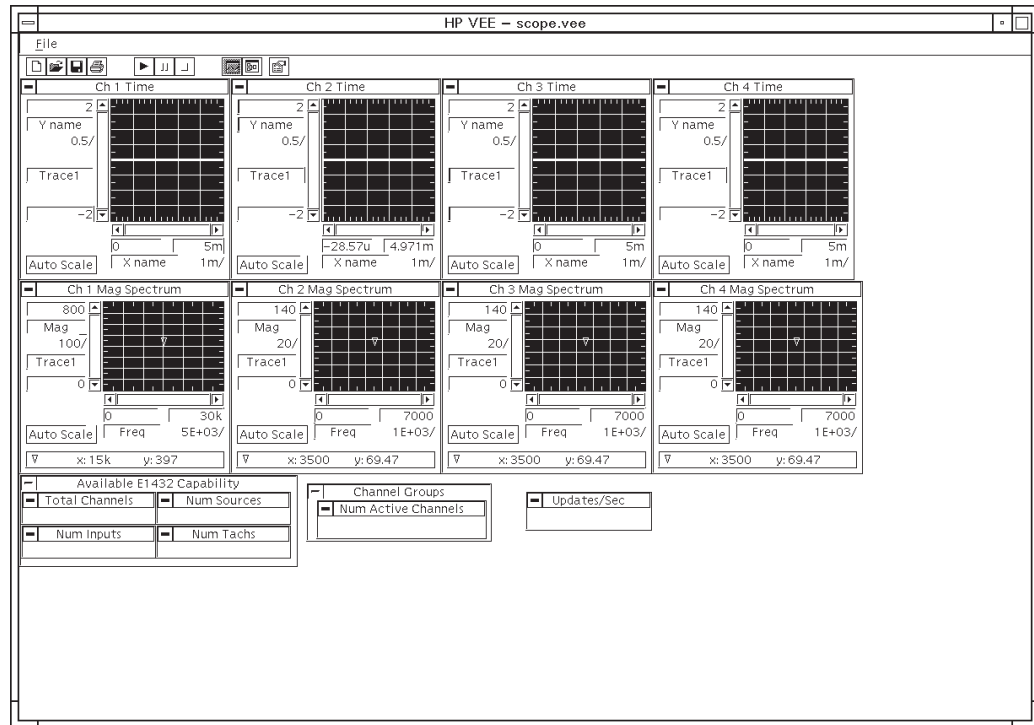 HP VEE – scope.vee
File
Ch 1 Time
2
Y name
0.5/
Trace1
−2
0
5m
Auto Scale
X name
1m/
Ch 2 Time
2
Y name
0.5/
Trace1
−2
−28.57u
4.971m
Auto Scale
X name
1m/
Ch 3 Time
2
Y name
0.5/
Trace1
−2
0
5m
Auto Scale
X name
1m/
Ch 4 Time
2
Y name
0.5/
Trace1
−2
0
5m
Auto Scale
X name
1m/
Ch 1 Mag Spectrum
800
Mag
100/
Trace1
0
0
30k
Auto Scale
Freq
5E+03/
x:15k y:397
Ch 2 Mag Spectrum
140
Mag
20/
Trace1
0
0
7000
Auto Scale
Freq
1E+03/
x:3500 y:69.47
Ch 3 Mag Spectrum
140
Mag
20/
Trace1
0
0
7000
Auto Scale
Freq
1E+03/
x:3500 y:69.47
Ch 4 Mag Spectrum
140
Mag
20/
Trace1
0
0
7000
Auto Scale
Freq
1E+03/
x:3500 y:69.47
Available E1432 Capability
Total Channels
Num Sources
Num Inputs
Num Tachs
Channel Groups
Num Active Channels
Updates/Sec